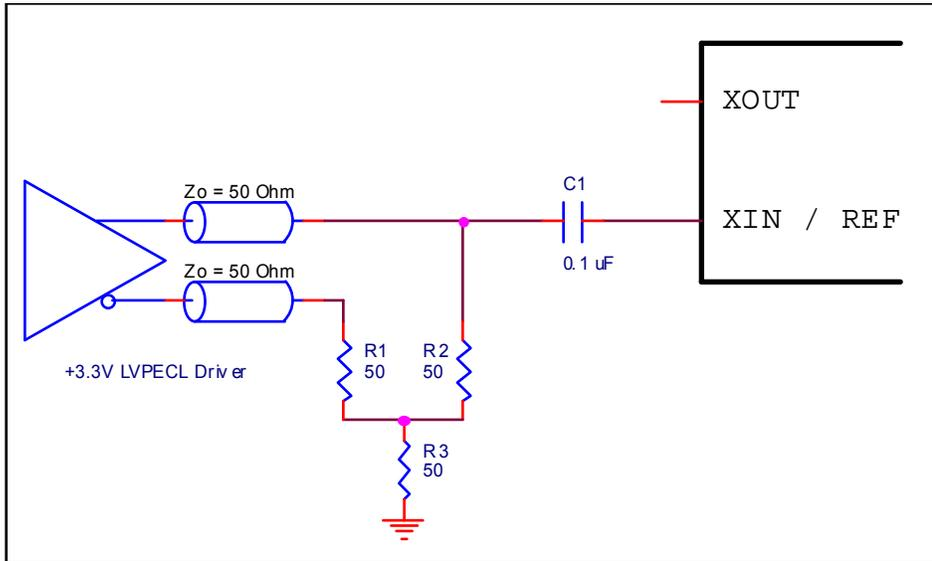 XOUT
Zo = 50 Ohm
C1
XIN / REF
0.1 uF
Zo = 50 Ohm
+3.3V LVPECL Driver
R1
50
R2
50
R3
50